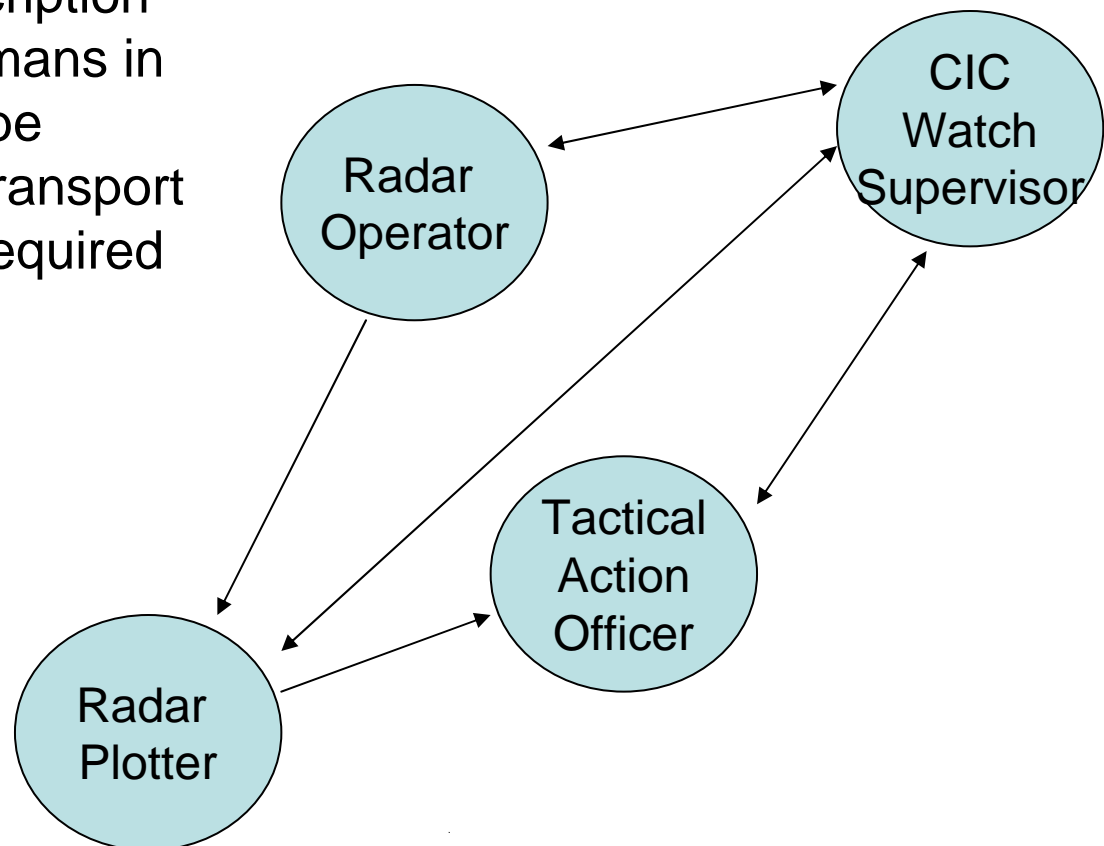 mans in
ransport
equired
CIC
Watch
Supervisor
Radar
Operator
Tactical
Action
Officer
Radar
Plotter